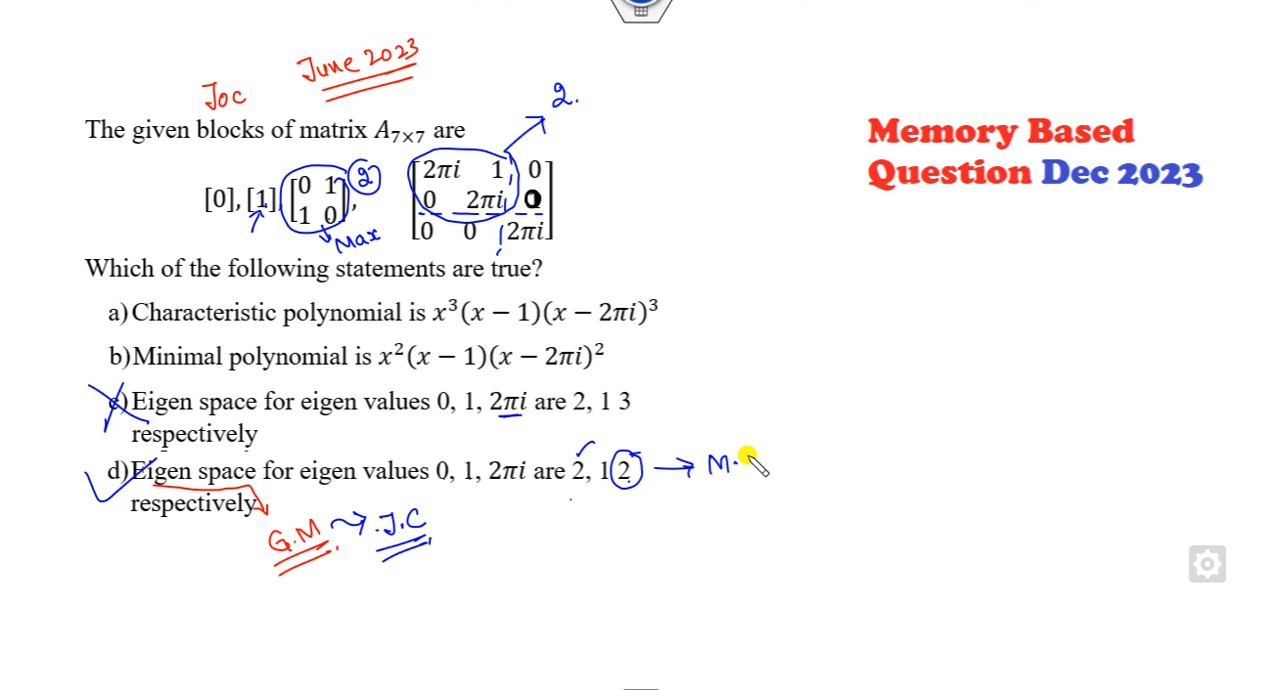 June 2023
Joc
2.
The given blocks of matrix A₇ₓ₇ are
Memory Based
Question Dec 2023
[0], [1], [0 1; 1 0], [2πi 1 0; 0 2πi 0; 0 0 2πi]
2
Max
Which of the following statements are true?
a) Characteristic polynomial is x³(x − 1)(x − 2πi)³
b) Minimal polynomial is x²(x − 1)(x − 2πi)²
c) Eigen space for eigen values 0, 1, 2πi are 2, 1 3
respectively
d) Eigen space for eigen values 0, 1, 2πi are 2, 1 2 → M.
respectively
G.M → J.C